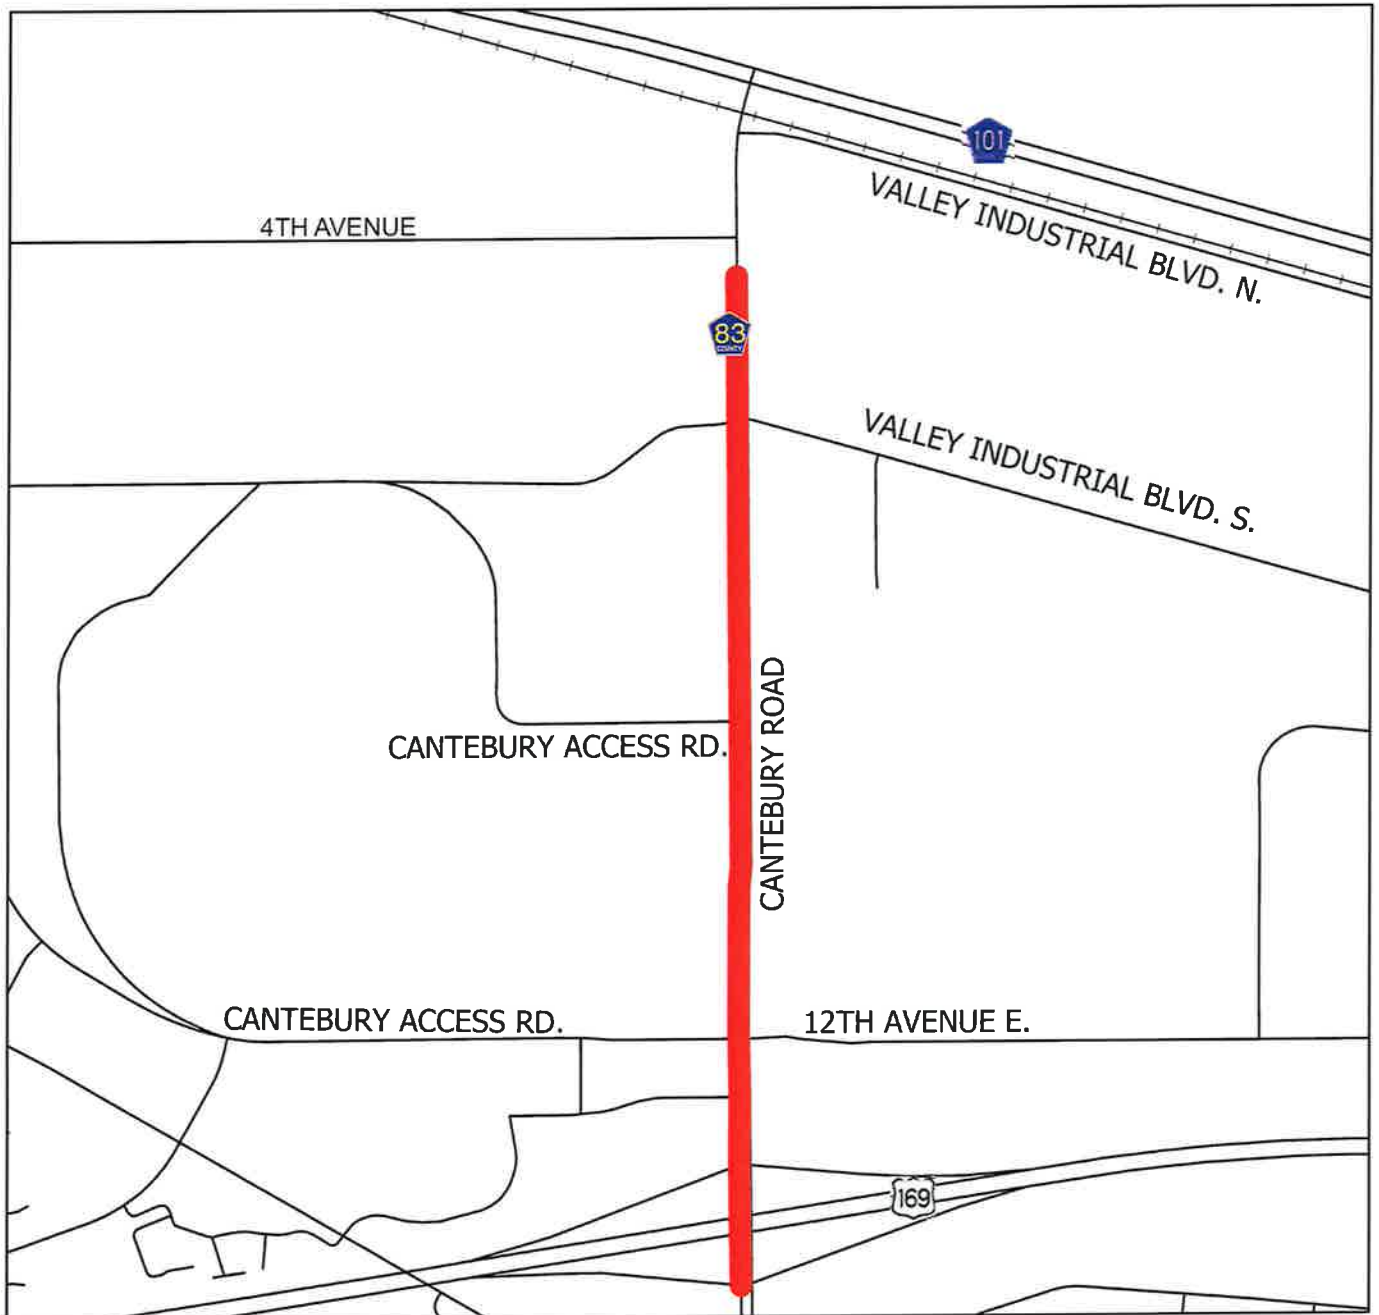 101
VALLEY INDUSTRIAL BLVD. N.
4TH AVENUE
83
COUNTY
VALLEY INDUSTRIAL BLVD. S.
CANTEBURY ROAD
CANTEBURY ACCESS RD.
CANTEBURY ACCESS RD.
12TH AVENUE E.
169